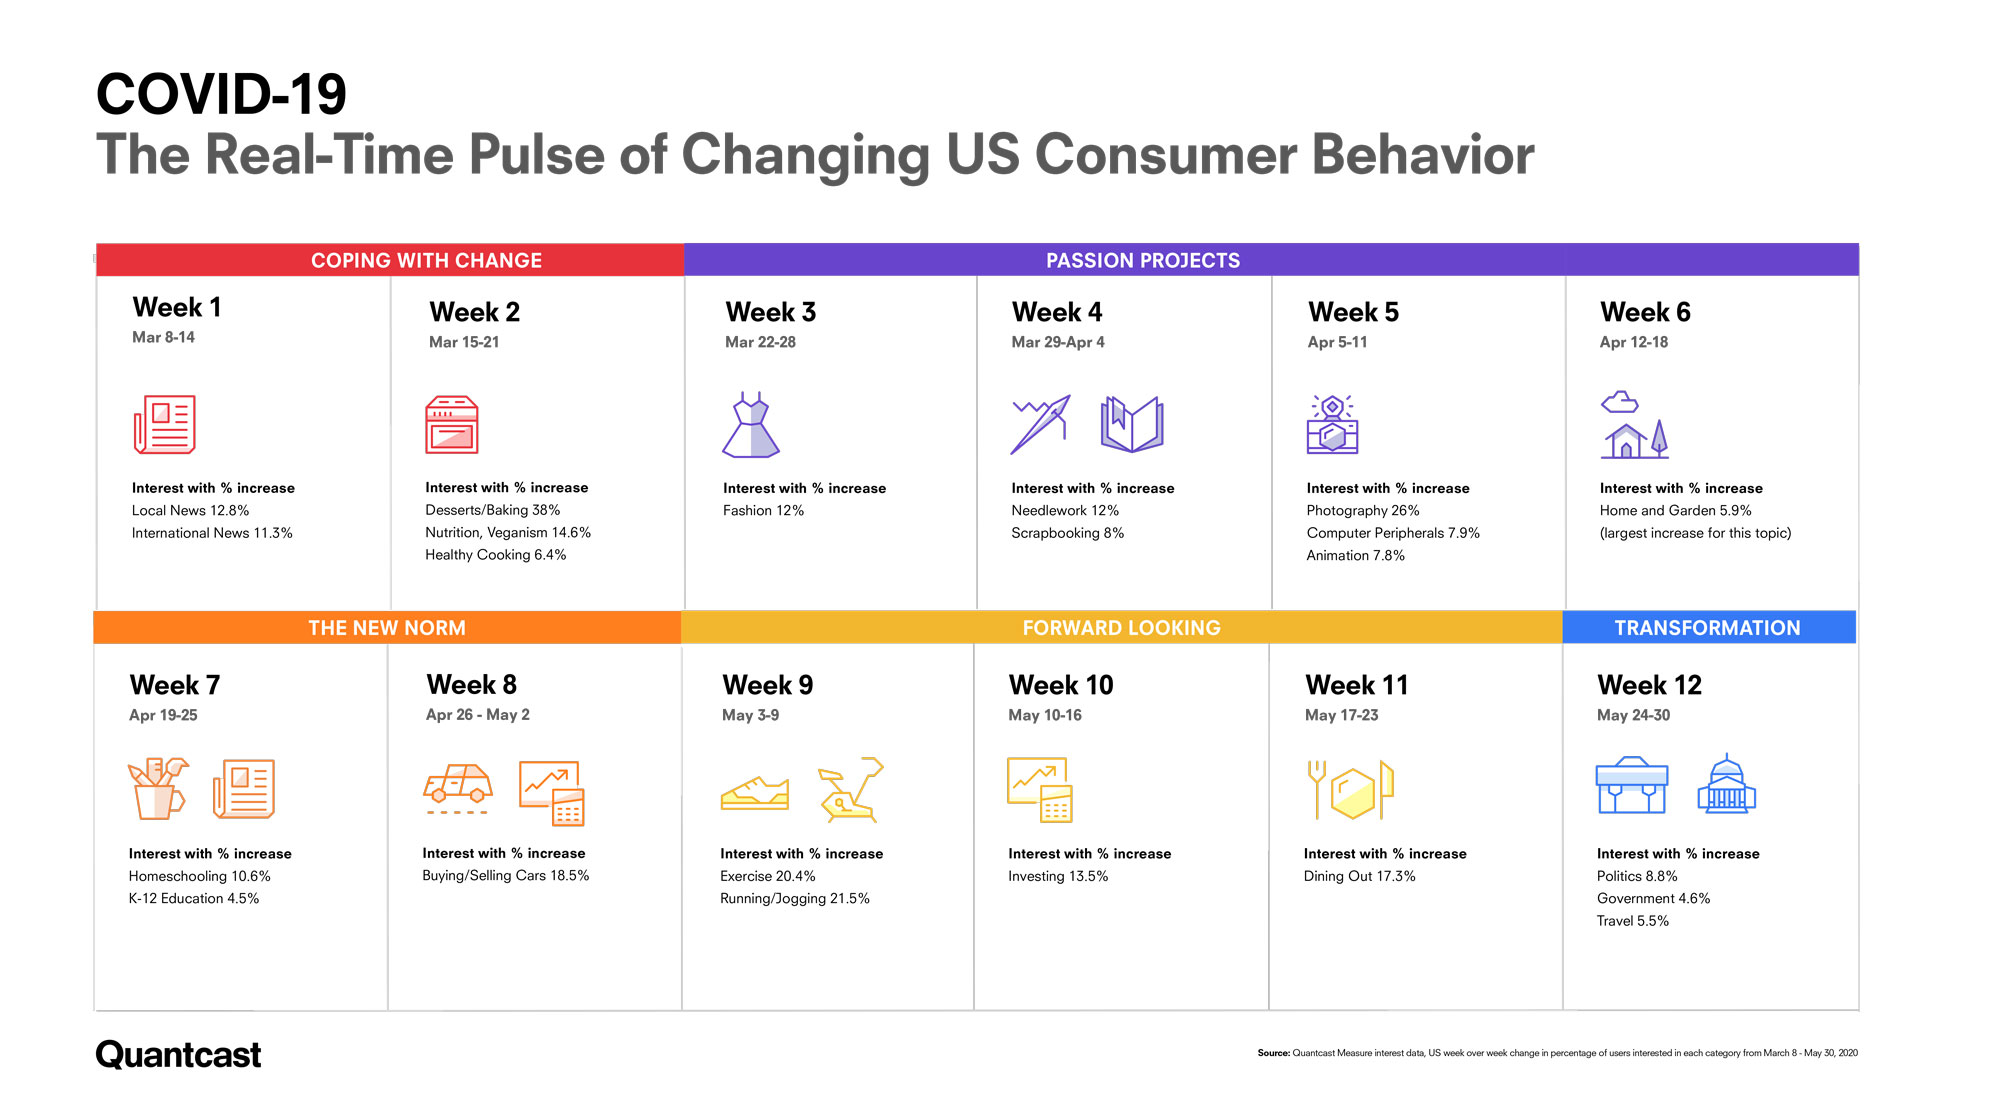 COVID-19
The Real-Time Pulse of Changing US Consumer Behavior
COPING WITH CHANGE
PASSION PROJECTS
Week 1
Mar 8-14
Interest with % increase
Local News 12.8%
International News 11.3%
Week 2
Mar 15-21
Interest with % increase
Desserts/Baking 38%
Nutrition, Veganism 14.6%
Healthy Cooking 6.4%
Week 3
Mar 22-28
Interest with % increase
Fashion 12%
Week 4
Mar 29-Apr 4
Interest with % increase
Needlework 12%
Scrapbooking 8%
Week 5
Apr 5-11
Interest with % increase
Photography 26%
Computer Peripherals 7.9%
Animation 7.8%
Week 6
Apr 12-18
Interest with % increase
Home and Garden 5.9%
(largest increase for this topic)
THE NEW NORM
FORWARD LOOKING
TRANSFORMATION
Week 7
Apr 19-25
Interest with % increase
Homeschooling 10.6%
K-12 Education 4.5%
Week 8
Apr 26 - May 2
Interest with % increase
Buying/Selling Cars 18.5%
Week 9
May 3-9
Interest with % increase
Exercise 20.4%
Running/Jogging 21.5%
Week 10
May 10-16
Interest with % increase
Investing 13.5%
Week 11
May 17-23
Interest with % increase
Dining Out 17.3%
Week 12
May 24-30
Interest with % increase
Politics 8.8%
Government 4.6%
Travel 5.5%
Quantcast
Source: Quantcast Measure interest data, US week over week change in percentage of users interested in each category from March 8 - May 30, 2020